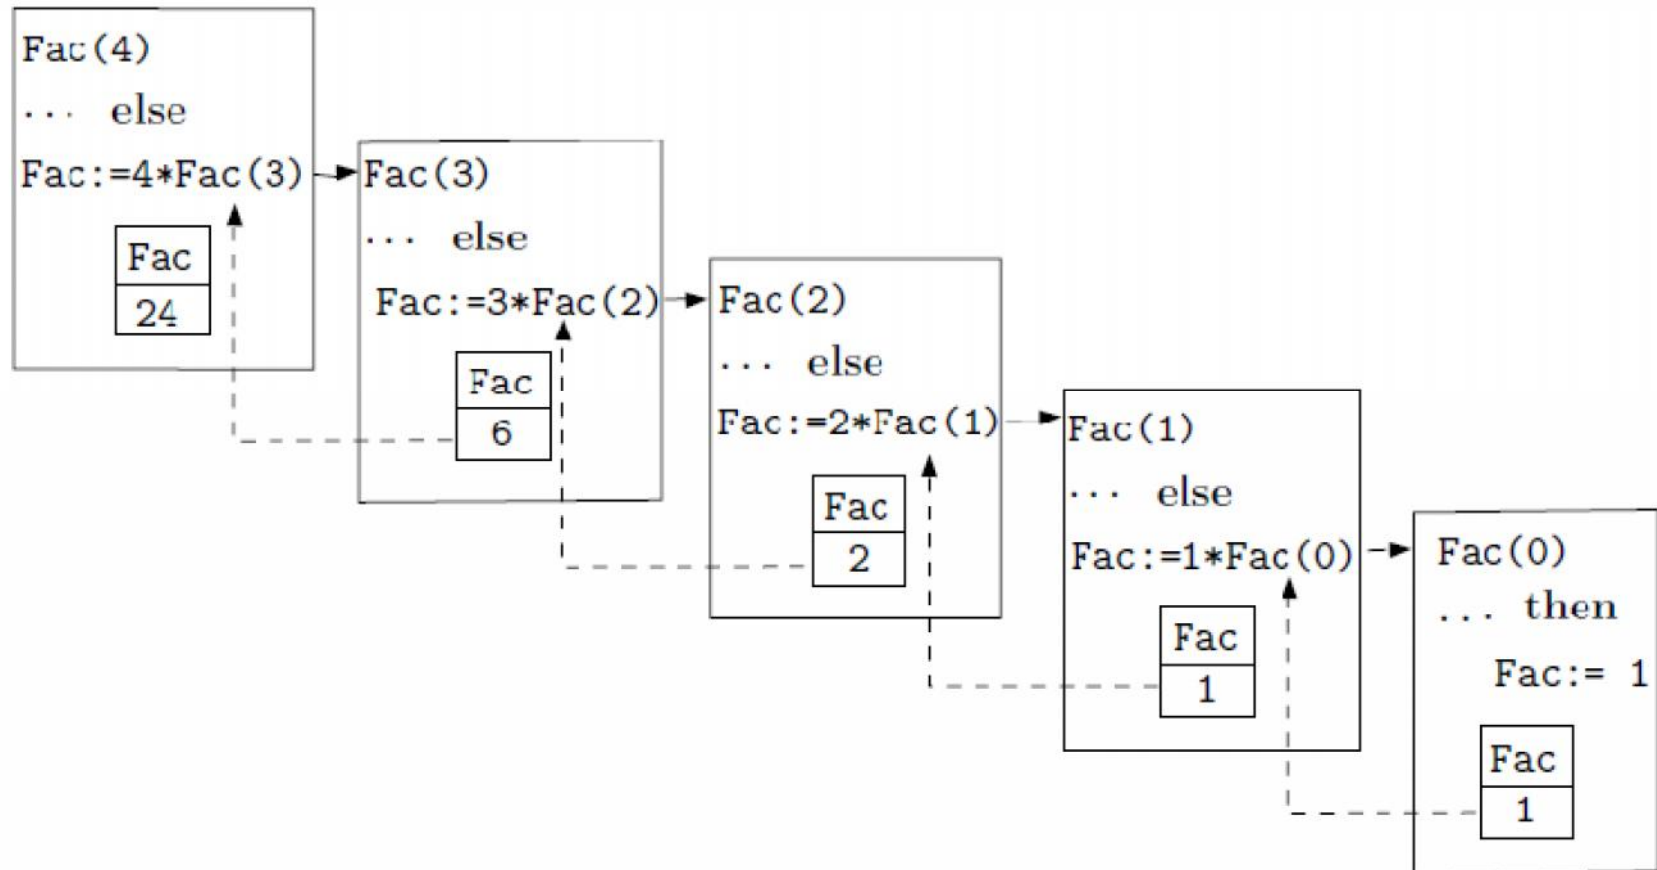 Fac(4)
... else
Fac:=4*Fac(3)
Fac
24
Fac(3)
... else
Fac:=3*Fac(2)
Fac
6
Fac(2)
... else
Fac:=2*Fac(1)
Fac
2
Fac(1)
... else
Fac:=1*Fac(0)
Fac
1
Fac(0)
... then
Fac:= 1
Fac
1